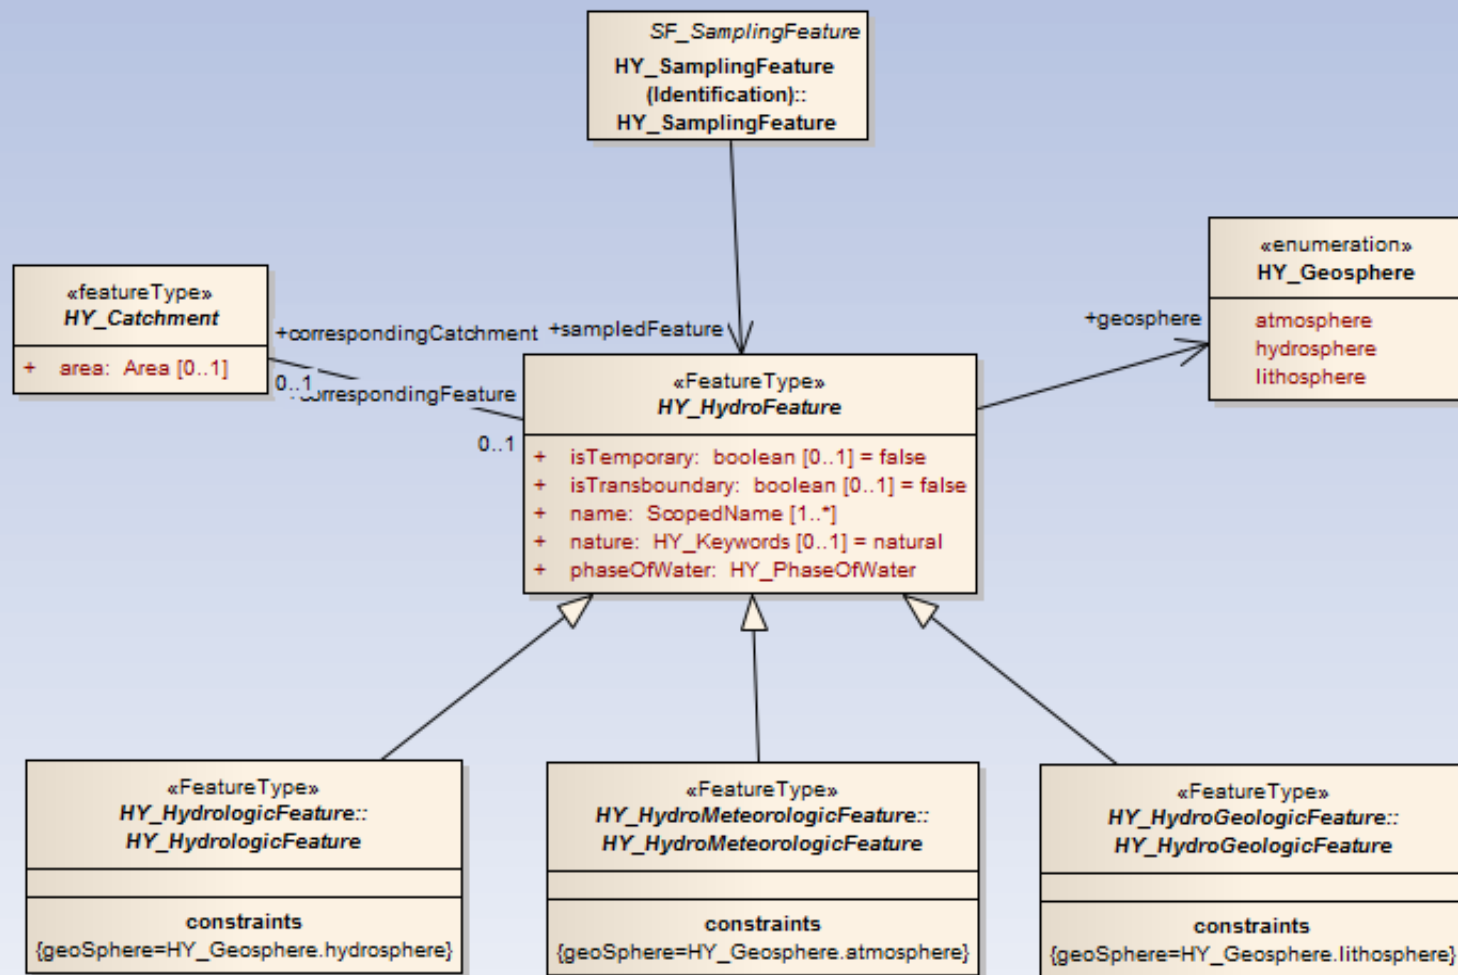 SF_SamplingFeature
HY_SamplingFeature
(Identification)::
HY_SamplingFeature
«enumeration»
HY_Geosphere
atmosphere
hydrosphere
lithosphere
«featureType»
HY_Catchment
+ area: Area [0..1]
+correspondingCatchment
+sampledFeature
+geosphere
0..1
0..1
«FeatureType»
HY_HydroFeature
+ isTemporary: boolean [0..1] = false
+ isTransboundary: boolean [0..1] = false
+ name: ScopedName [1..*]
+ nature: HY_Keywords [0..1] = natural
+ phaseOfWater: HY_PhaseOfWater
«FeatureType»
HY_HydrologicFeature::
HY_HydrologicFeature
constraints
{geoSphere=HY_Geosphere.hydrosphere}
«FeatureType»
HY_HydroMeteorologicFeature::
HY_HydroMeteorologicFeature
constraints
{geoSphere=HY_Geosphere.atmosphere}
«FeatureType»
HY_HydroGeologicFeature::
HY_HydroGeologicFeature
constraints
{geoSphere=HY_Geosphere.lithosphere}